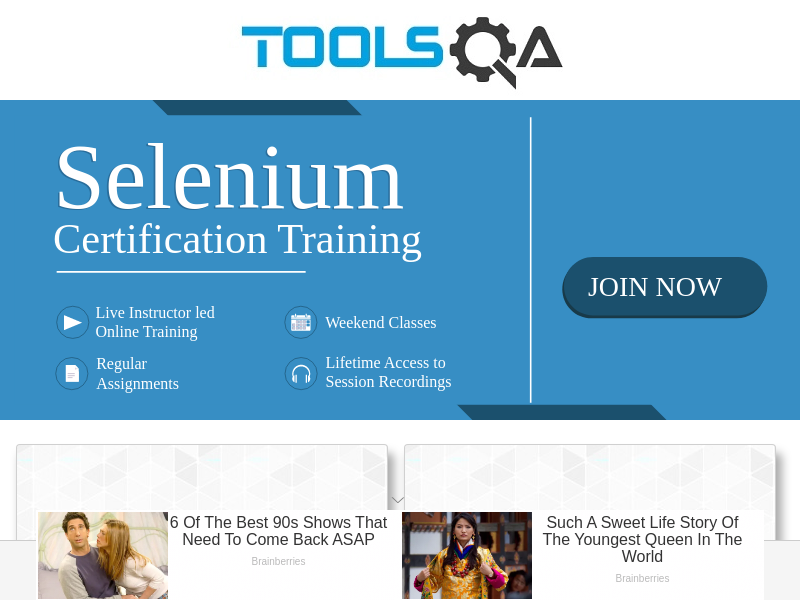 TOOLSQA
Selenium
Certification Training
JOIN NOW
Live Instructor led
Online Training
Weekend Classes
Regular
Assignments
Lifetime Access to
Session Recordings
6 Of The Best 90s Shows That
Need To Come Back ASAP
Brainberries
Such A Sweet Life Story Of
The Youngest Queen In The
World
Brainberries